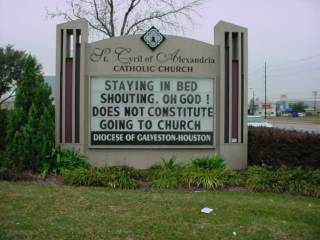 St. Cyril of Alexandria
CATHOLIC CHURCH
STAYING IN BED
SHOUTING, OH GOD !
DOES NOT CONSTITUTE
GOING TO CHURCH
DIOCESE OF GALVESTON-HOUSTON